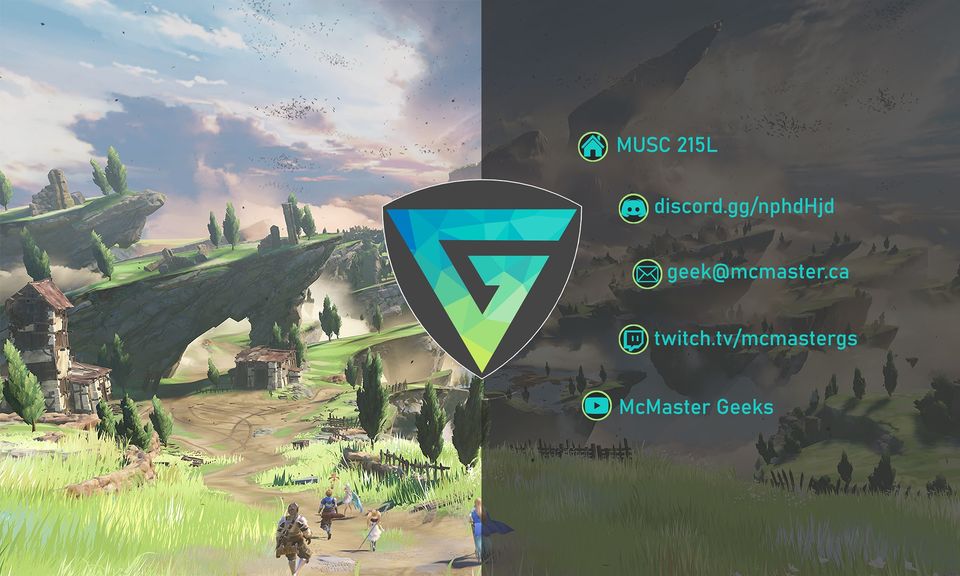 MUSC 215L
discord.gg/nphdHjd
geek@mcmaster.ca
twitch.tv/mcmastergs
McMaster Geeks